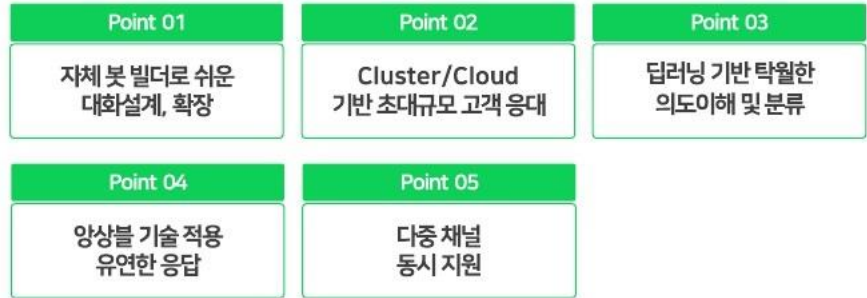 Point 01
자체 봇 빌더로 쉬운
대화설계, 확장
Point 02
Cluster/Cloud
기반 초대규모 고객 응대
Point 03
딥러닝 기반 탁월한
의도이해 및 분류
Point 04
앙상블 기술 적용
유연한 응답
Point 05
다중 채널
동시 지원